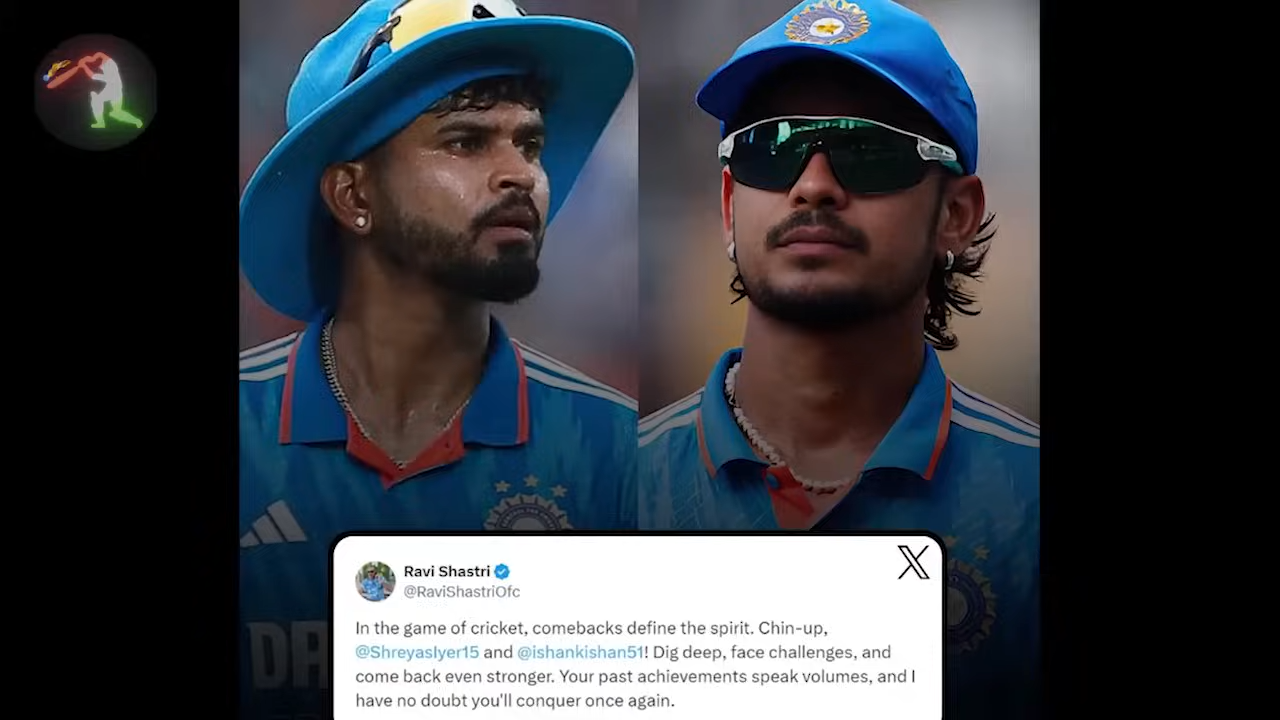 Ravi Shastri
@RaviShastriOfc
In the game of cricket, comebacks define the spirit. Chin-up,
@ShreyasIyer15 and @ishankishan51! Dig deep, face challenges, and
come back even stronger. Your past achievements speak volumes, and I
have no doubt you'll conquer once again.
DR